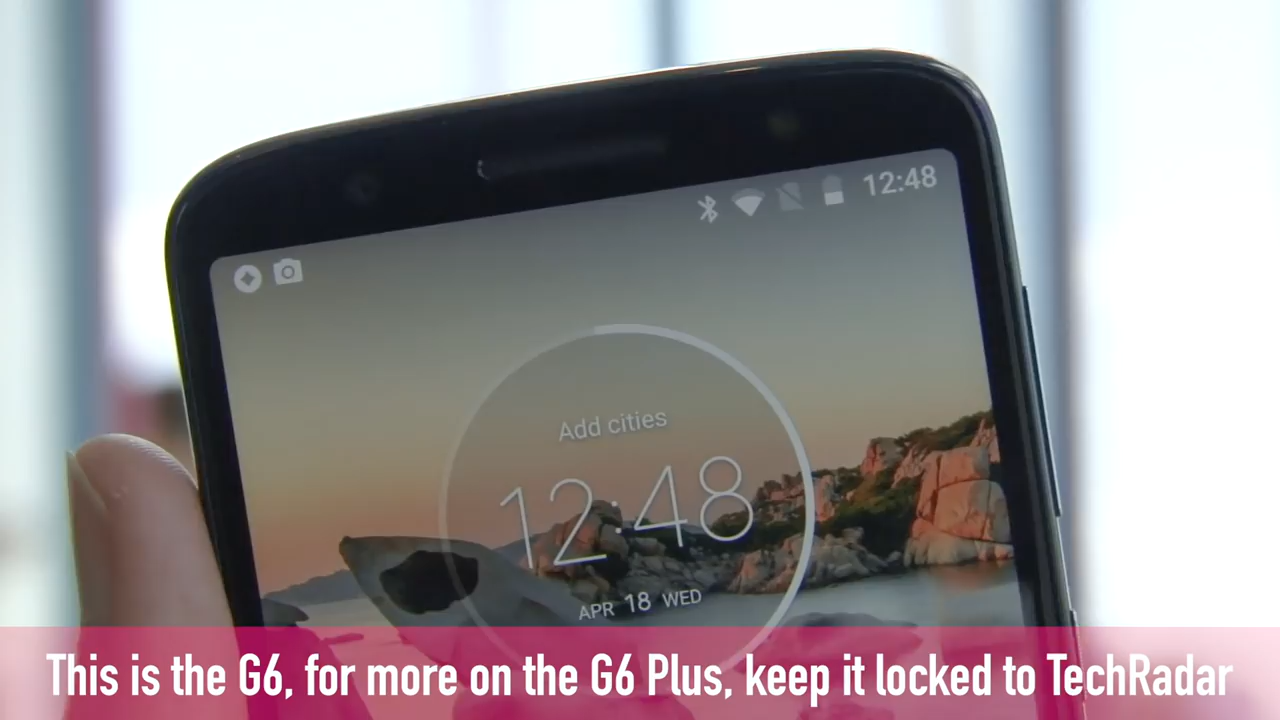 12:48
Add cities
12:48
APR 18 WED
This is the G6, for more on the G6 Plus, keep it locked to TechRadar